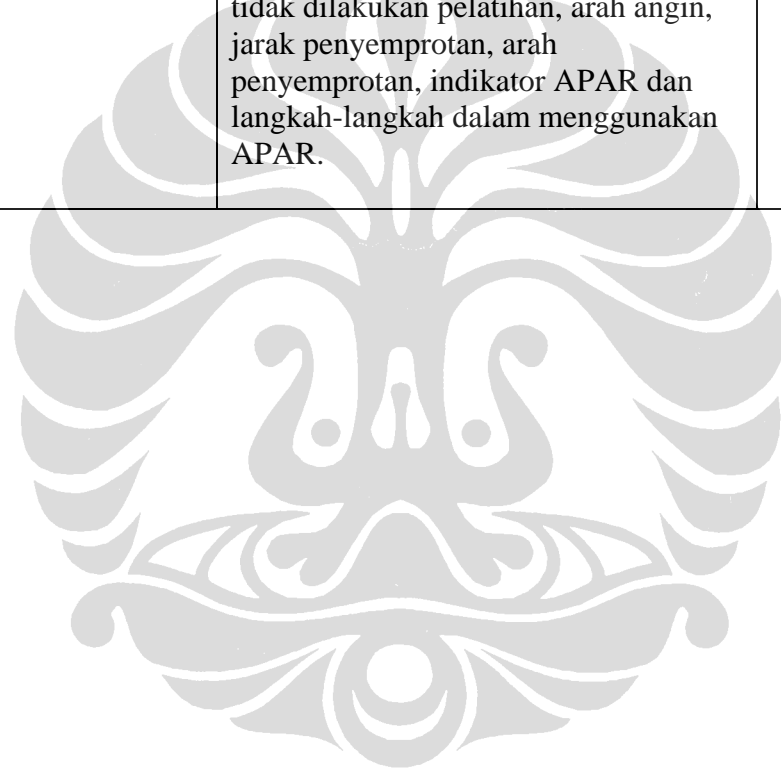 tidak dilakukan pelatihan, arah angin,
jarak penyemprotan, arah
penyemprotan, indikator APAR dan
langkah-langkah dalam menggunakan
APAR.